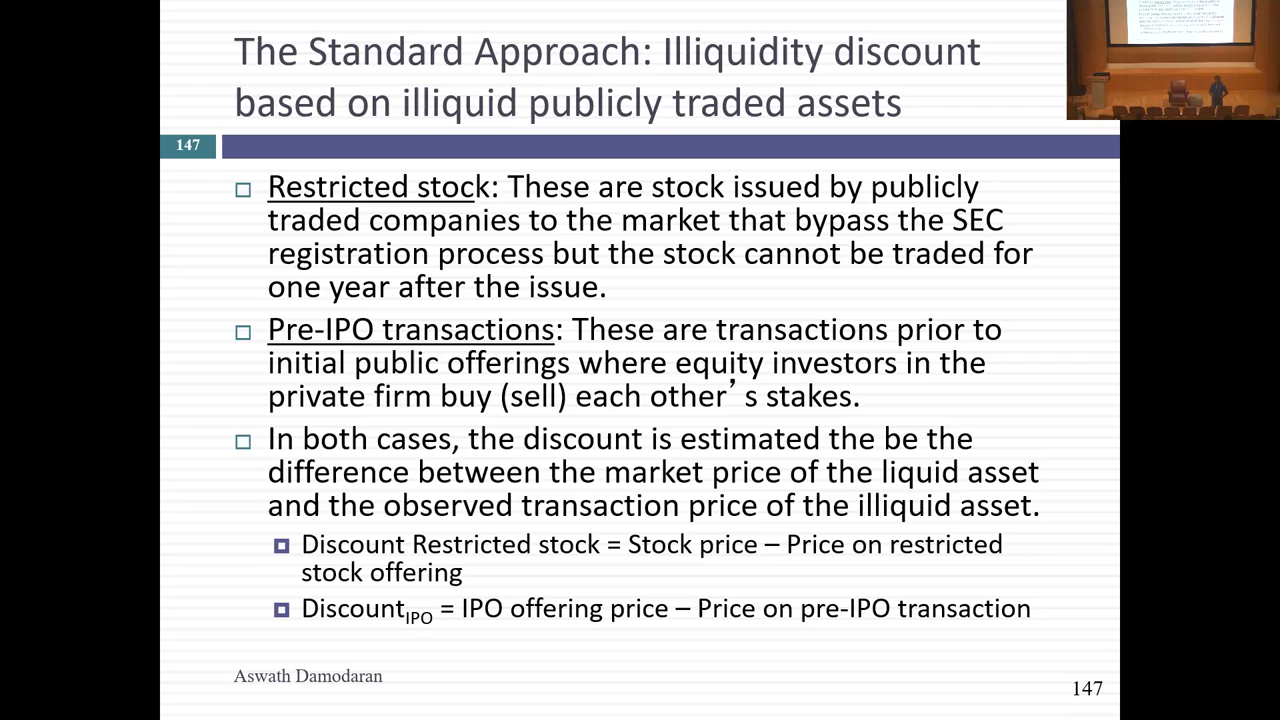 The Standard Approach: Illiquidity discount
based on illiquid publicly traded assets
147
Restricted stock: These are stock issued by publicly
traded companies to the market that bypass the SEC
registration process but the stock cannot be traded for
one year after the issue.
Pre-IPO transactions: These are transactions prior to
initial public offerings where equity investors in the
private firm buy (sell) each other’s stakes.
In both cases, the discount is estimated the be the
difference between the market price of the liquid asset
and the observed transaction price of the illiquid asset.
Discount Restricted stock = Stock price – Price on restricted
stock offering
DiscountIPO = IPO offering price – Price on pre-IPO transaction
Aswath Damodaran
147